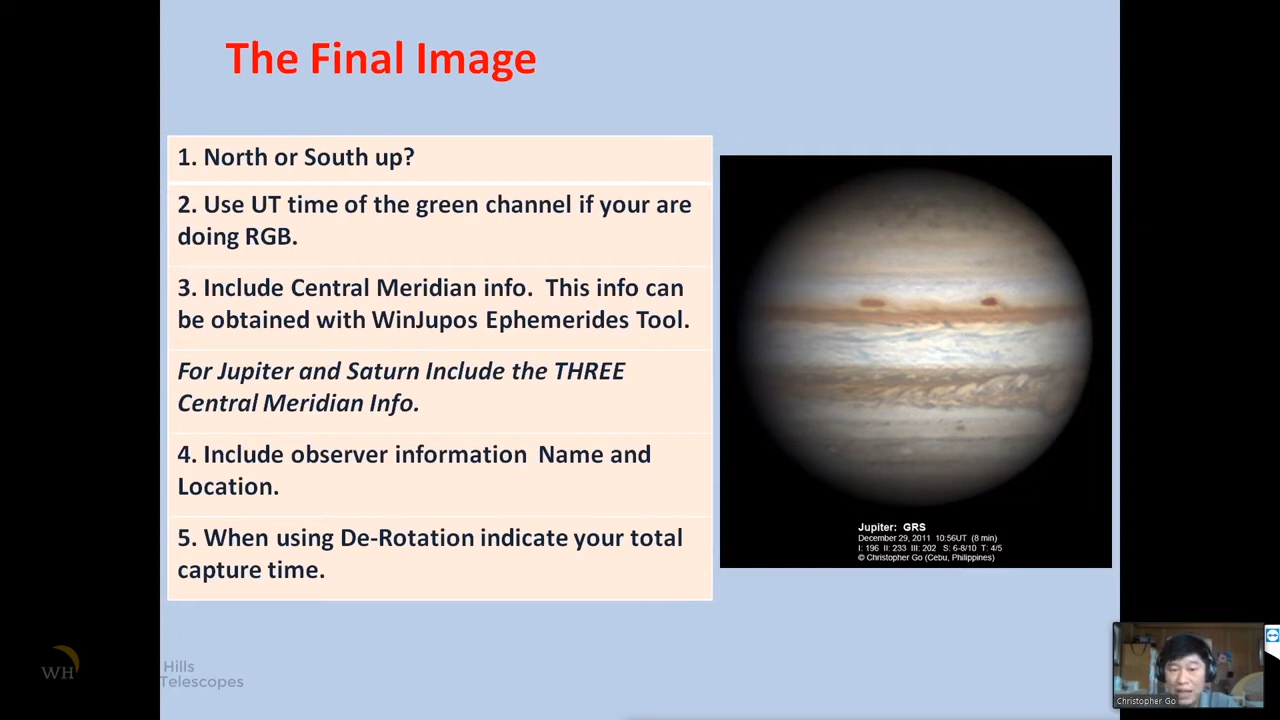 The Final Image
1. North or South up?
2. Use UT time of the green channel if your are
doing RGB.
3. Include Central Meridian info.  This info can
be obtained with WinJupos Ephemerides Tool.
For Jupiter and Saturn Include the THREE
Central Meridian Info.
4. Include observer information  Name and
Location.
5. When using De-Rotation indicate your total
capture time.
Jupiter:  GRS
December 29, 2011  10:56UT  (8 min)
I: 196  II: 233  III: 202  S: 6-8/10  T: 4/5
© Christopher Go (Cebu, Philippines)
WH
Hills
Telescopes
Christopher Go